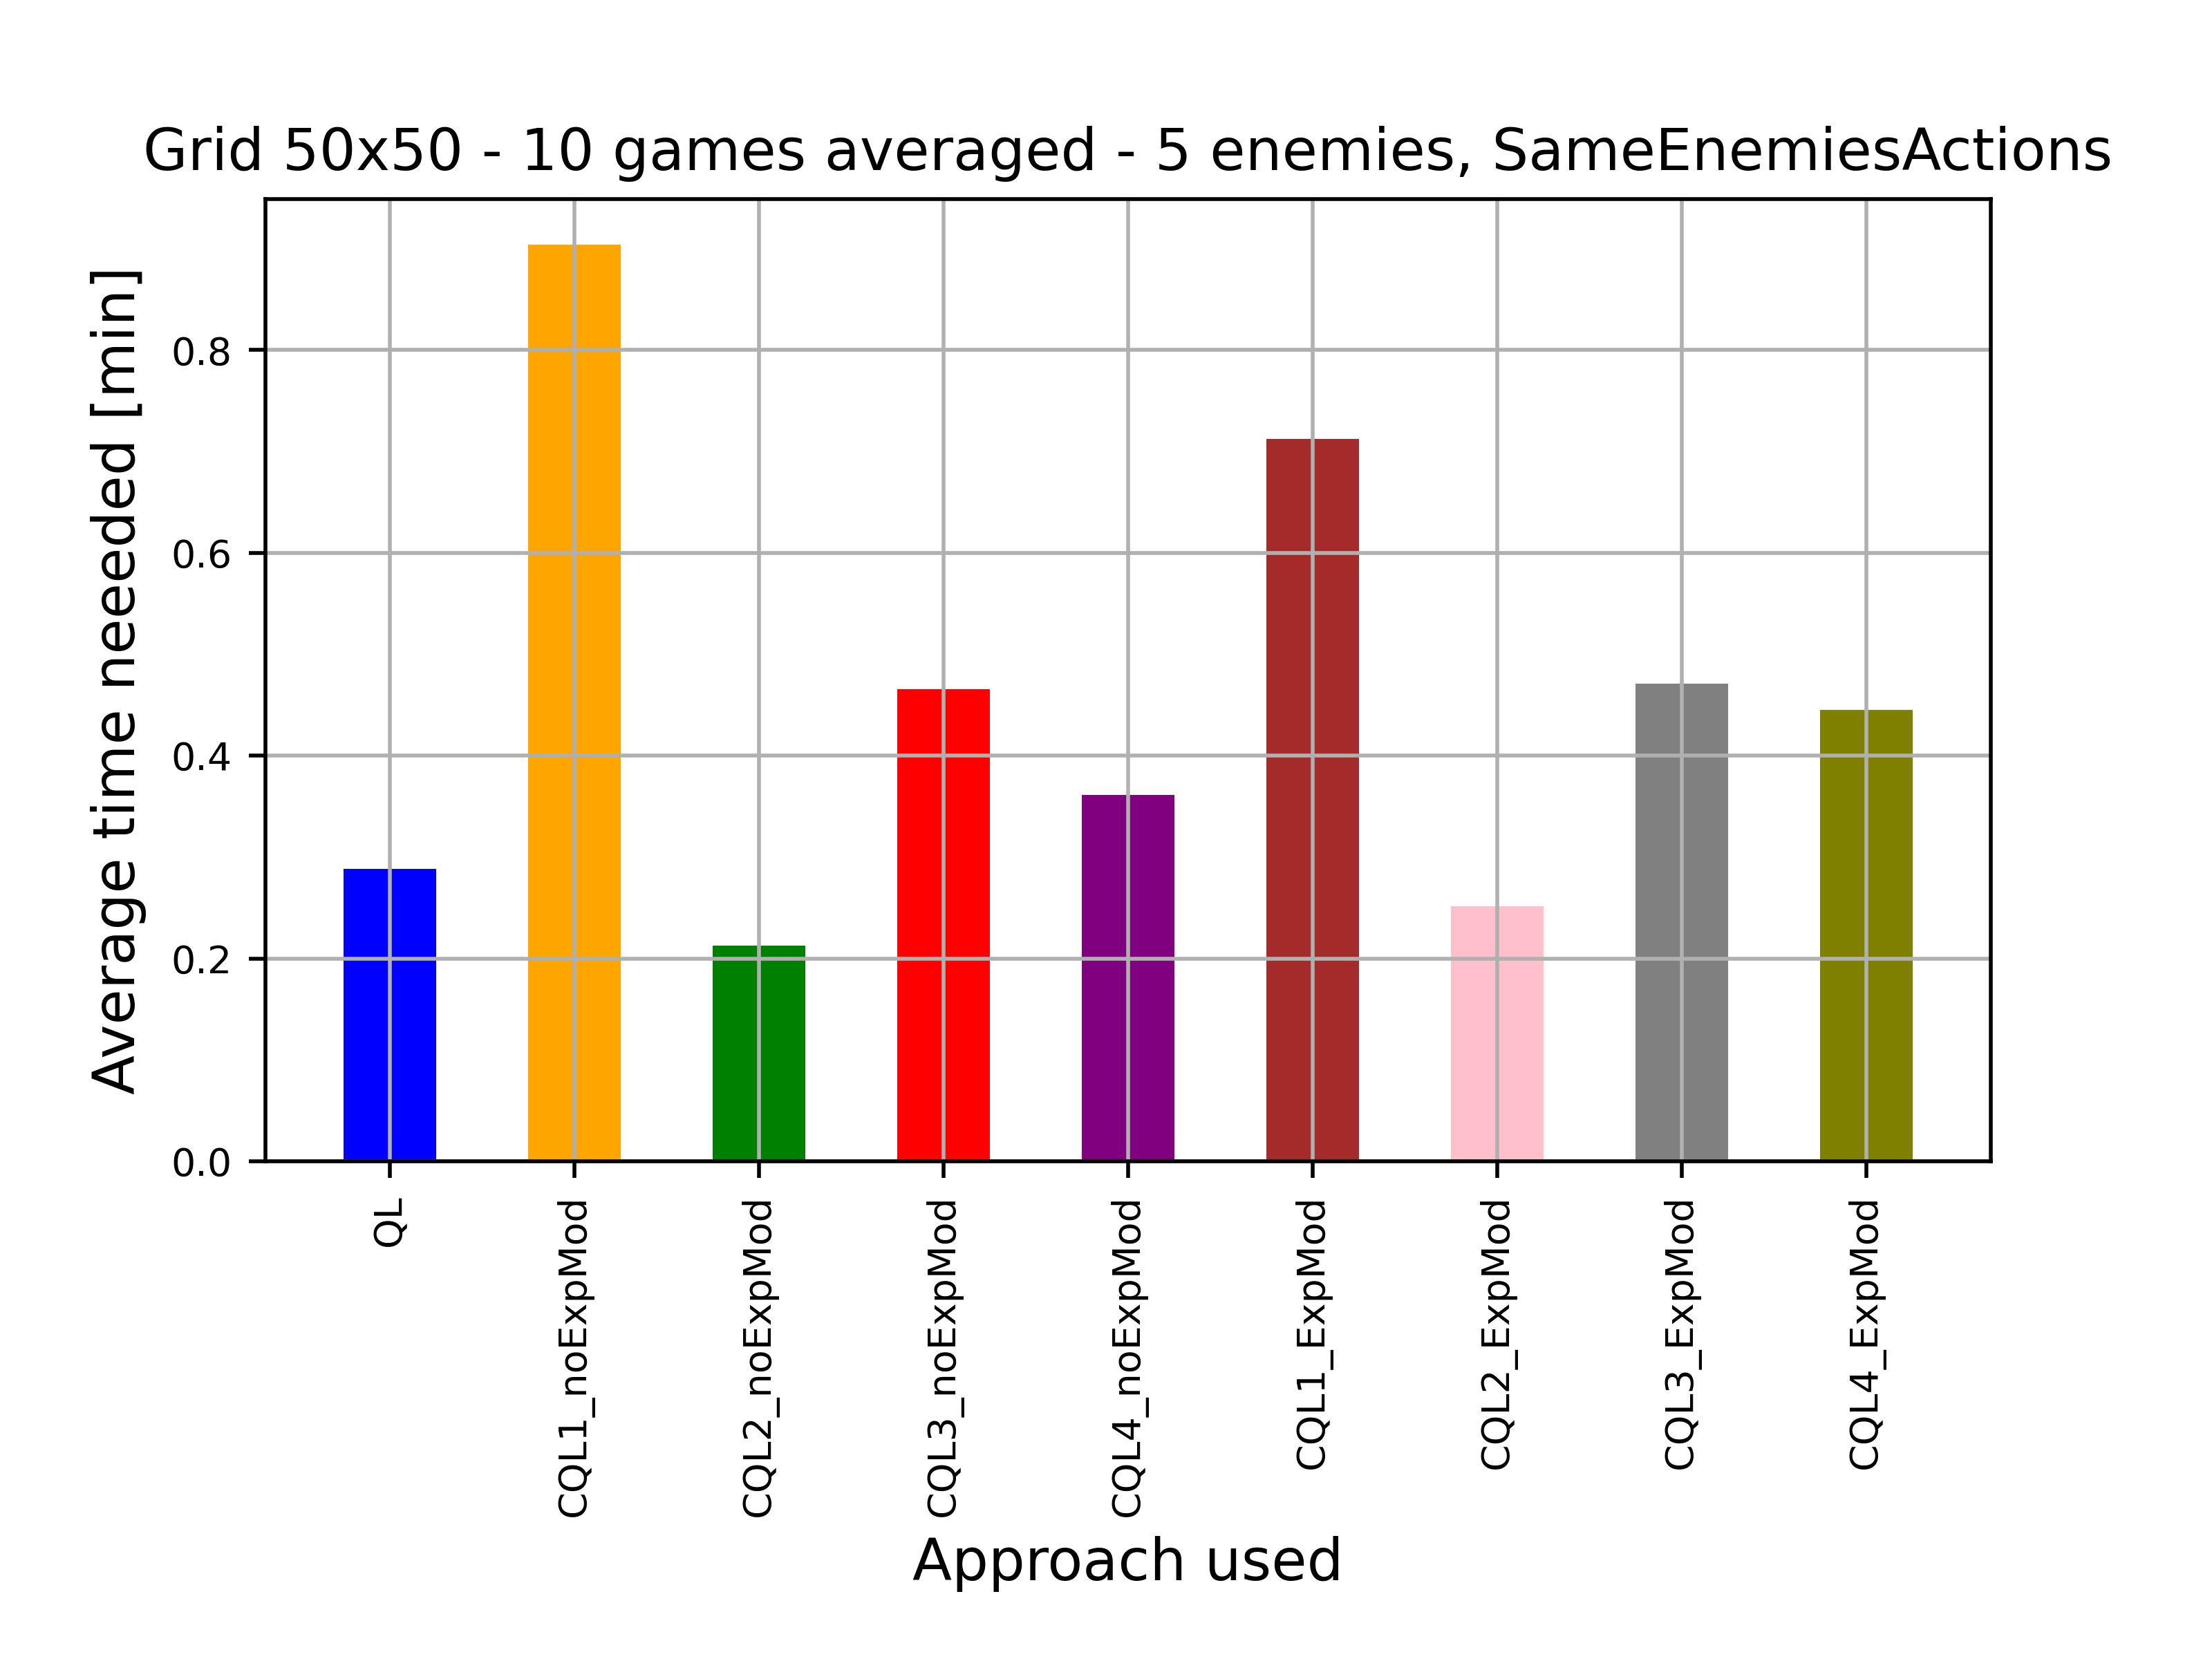 Grid 50x50 - 10 games averaged - 5 enemies, SameEnemiesActions
Average time needed [min]
0.8
0.6
0.4
0.2
0.0
QL
CQL1_noExpMod
CQL2_noExpMod
CQL3_noExpMod
CQL4_noExpMod
CQL1_ExpMod
CQL2_ExpMod
CQL3_ExpMod
CQL4_ExpMod
Approach used